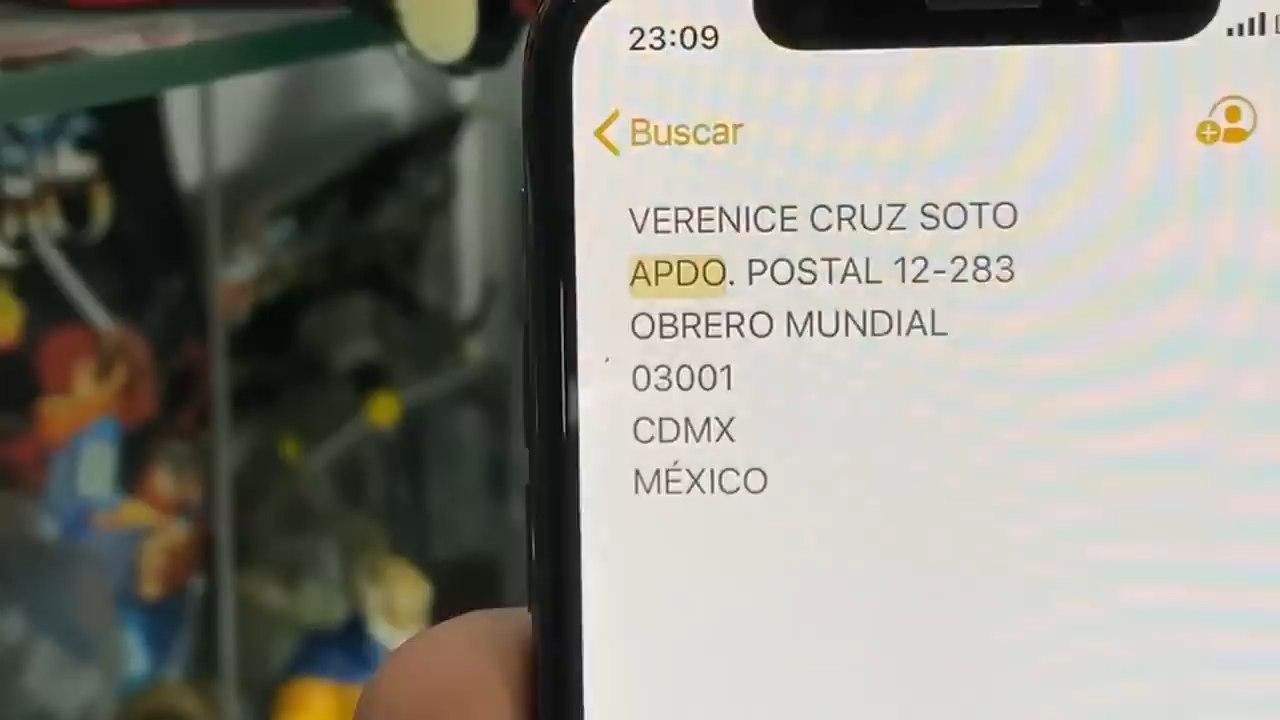 23:09
Buscar
VERENICE CRUZ SOTO
APDO. POSTAL 12-283
OBRERO MUNDIAL
03001
CDMX
MÉXICO